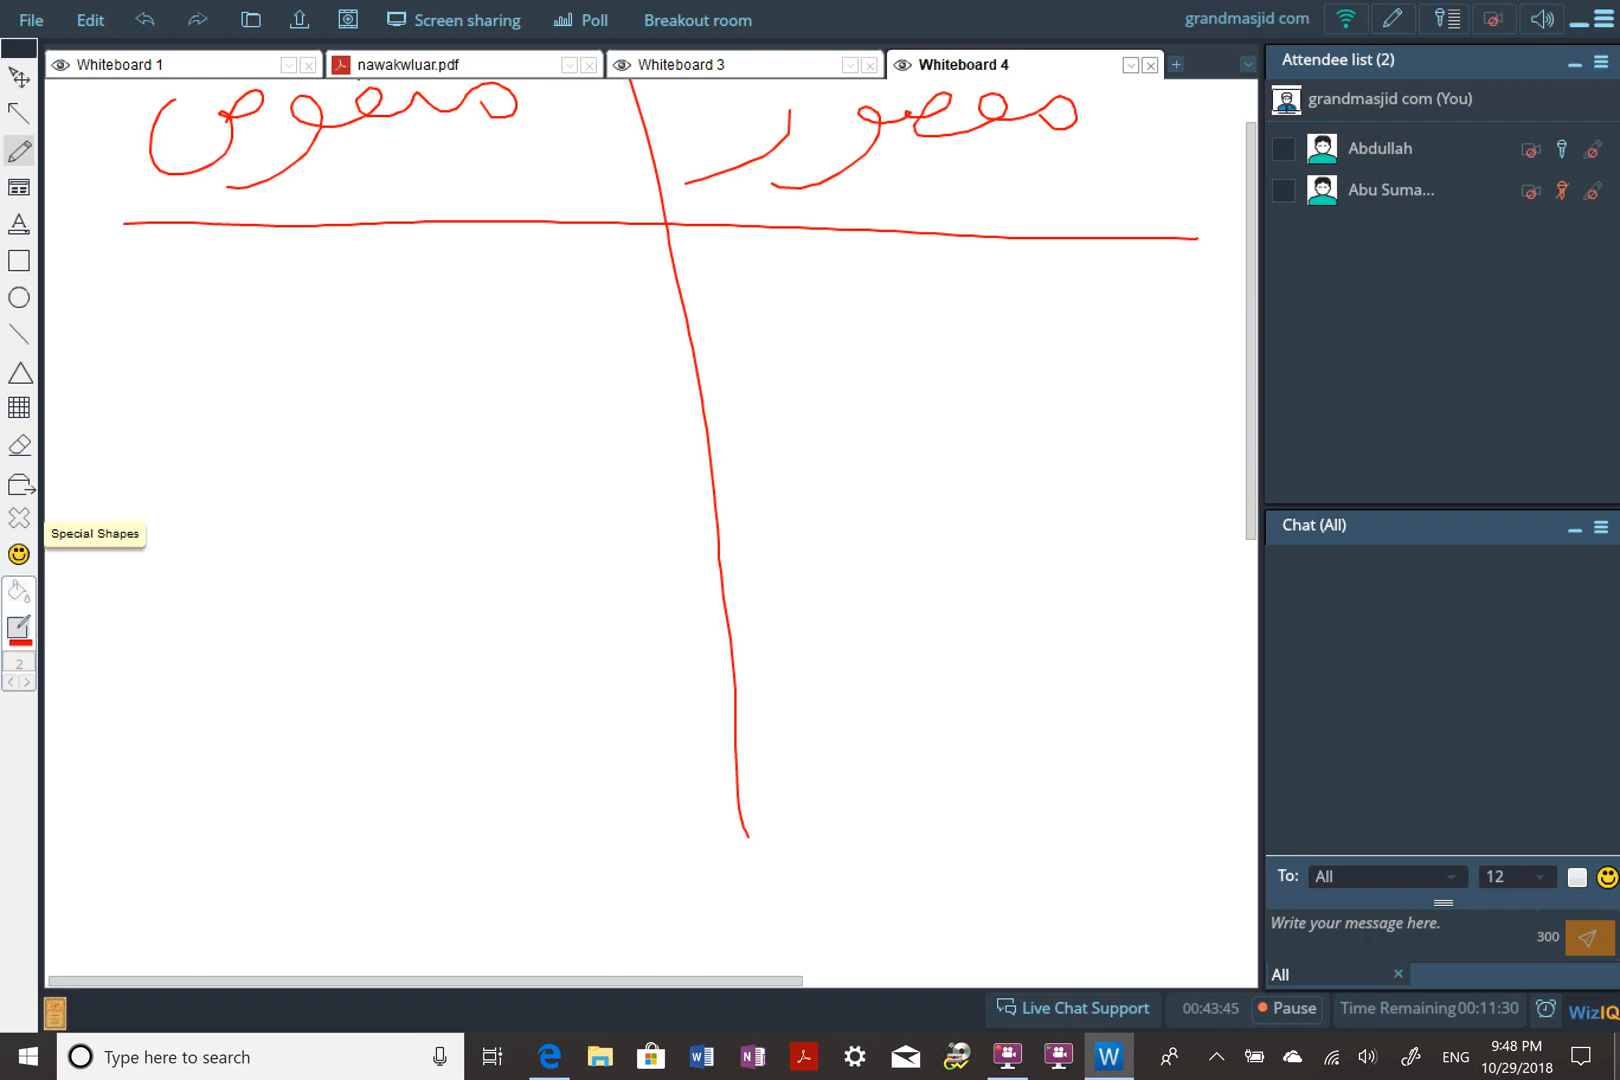 File Edit Screen sharing Poll Breakout room grandmasjid com
Whiteboard 1 nawakwluar.pdf Whiteboard 3 Whiteboard 4
Attendee list (2)
grandmasjid com (You)
Abdullah
Abu Suma...
Special Shapes
2
Chat (All)
To: All 12
Write your message here.
300
All
Live Chat Support 00:43:45 Pause Time Remaining 00:11:30 WizIQ
Type here to search
ENG
9:48 PM
10/29/2018